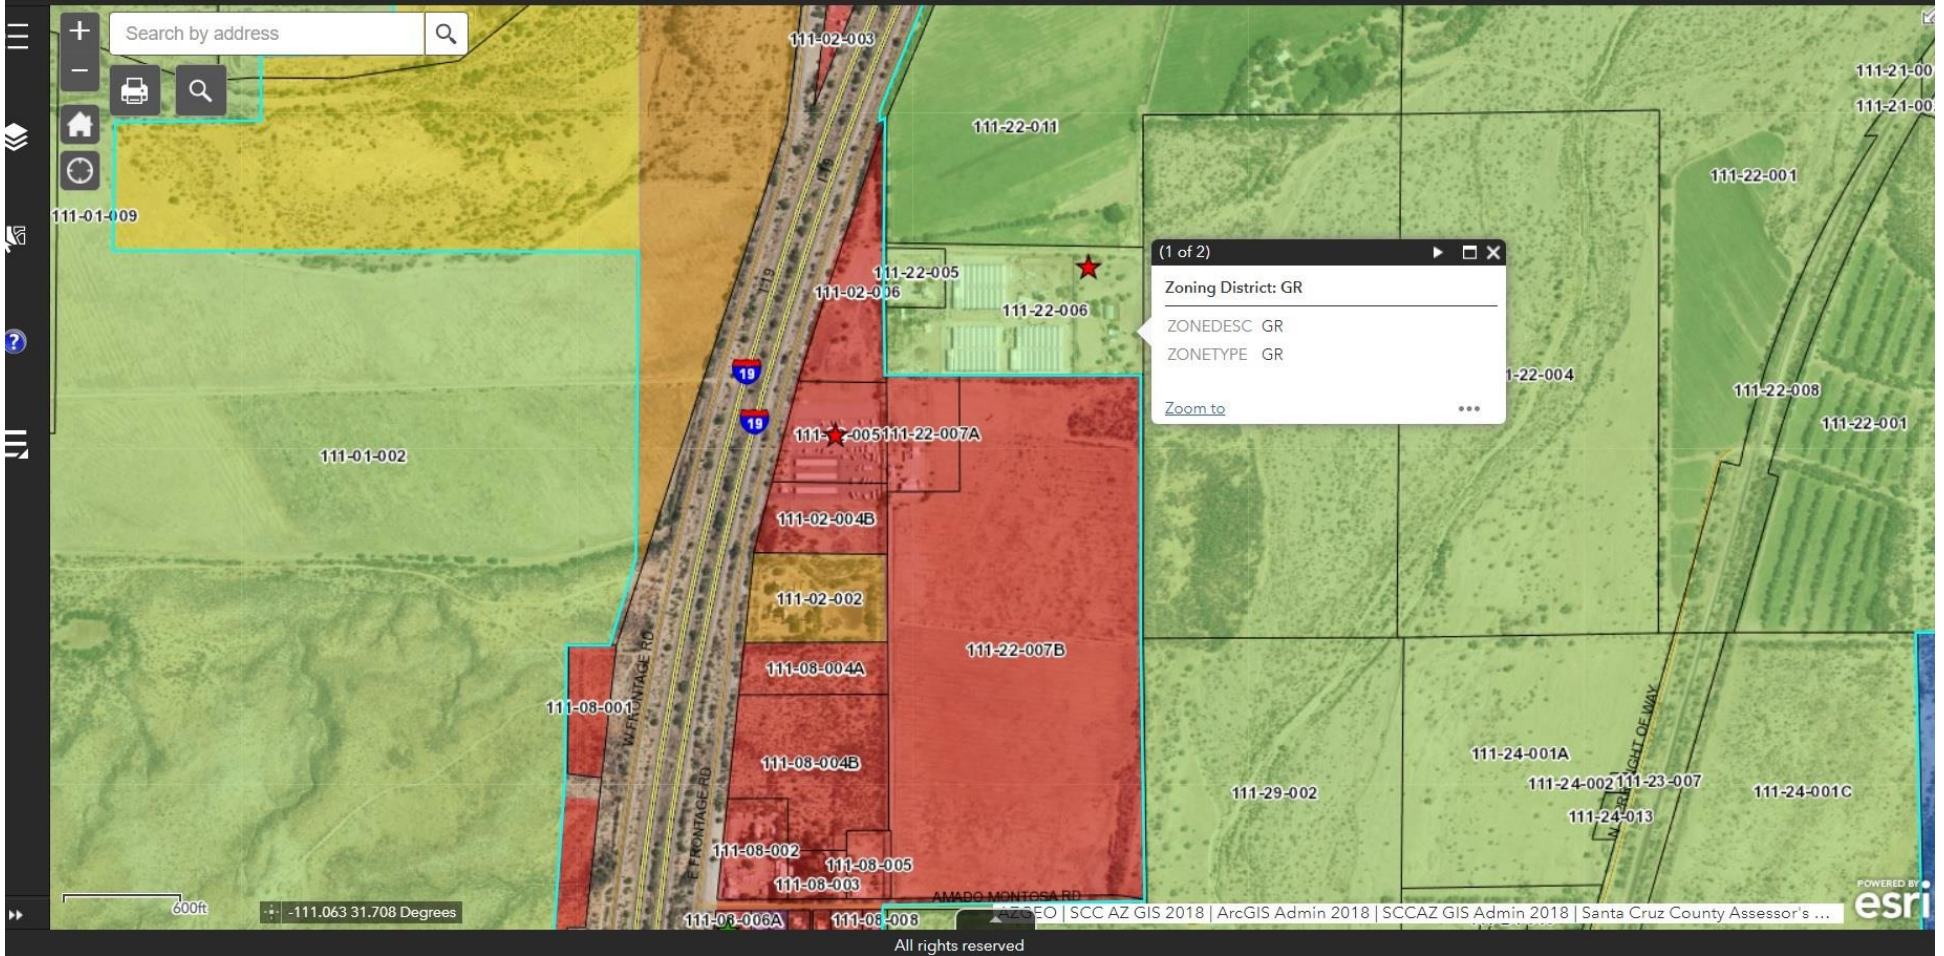 Search by address
111-02-003
111-21-00
111-21-00
111-22-011
I-19
111-22-001
111-01-009
(1 of 2)
Zoning District: GR
ZONEDESC GR
ZONETYPE GR
Zoom to
111-22-005
I-19
111-02-006
111-22-006
?
19
1-22-004
111-22-008
19
111-22-001
111-22-007A
111-01-002
111-02-004B
111-02-002
111-22-007B
111-08-004A
W FRONTAGE RD
111-08-001
111-24-001A
111-08-004B
111-24-002
111-23-007
111-29-002
111-24-001C
111-24-013
E FRONTAGE RD
111-08-002
111-08-005
111-08-003
AMADO MONTOSA RD
600ft
-111.063 31.708 Degrees
111-08-006A
111-08-008
AZGEO | SCC AZ GIS 2018 | ArcGIS Admin 2018 | SCCAZ GIS Admin 2018 | Santa Cruz County Assessor's ...
POWERED BY
esri
All rights reserved